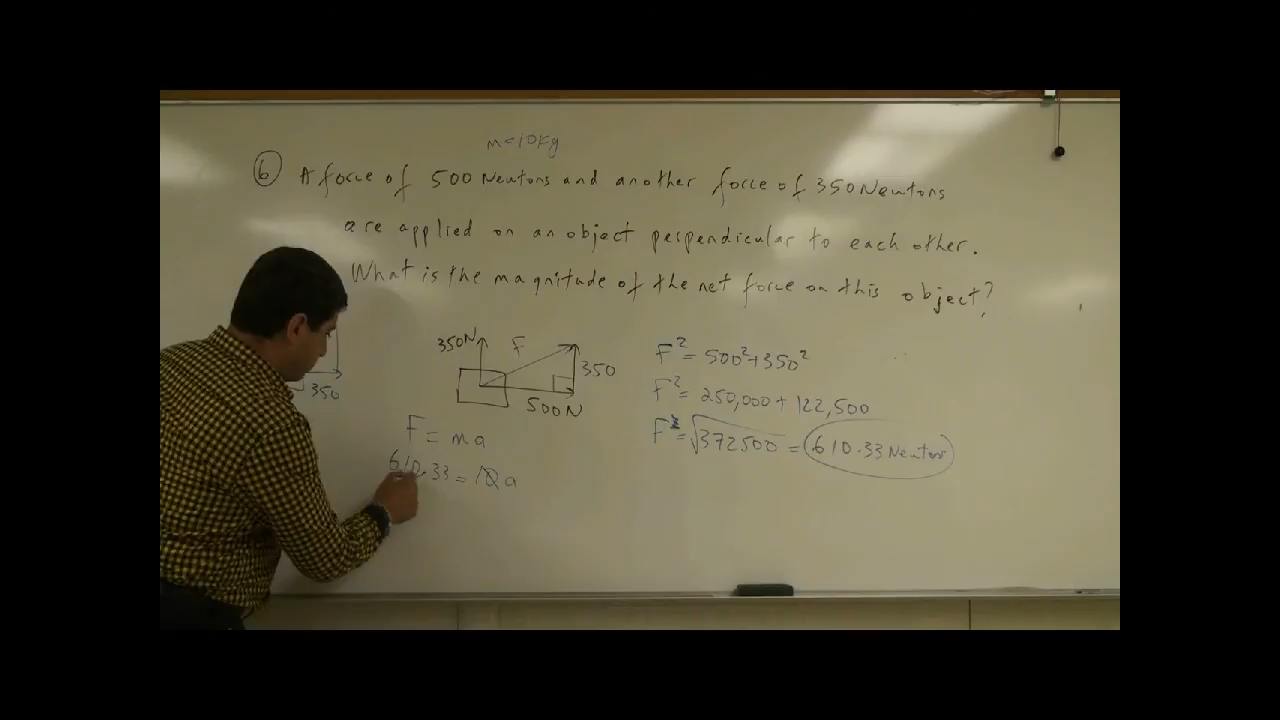 m=10Kg
6 A force of 500 Newtons and another force of 350 Newtons
are applied on an object perpendicular to each other.
What is the magnitude of the net force on this object?
350
350N
F
350
500N
F = ma
610.33 = 10a
F² = 500² + 350²
F² = 250,000 + 122,500
F = √372500 = 610.33 Newton